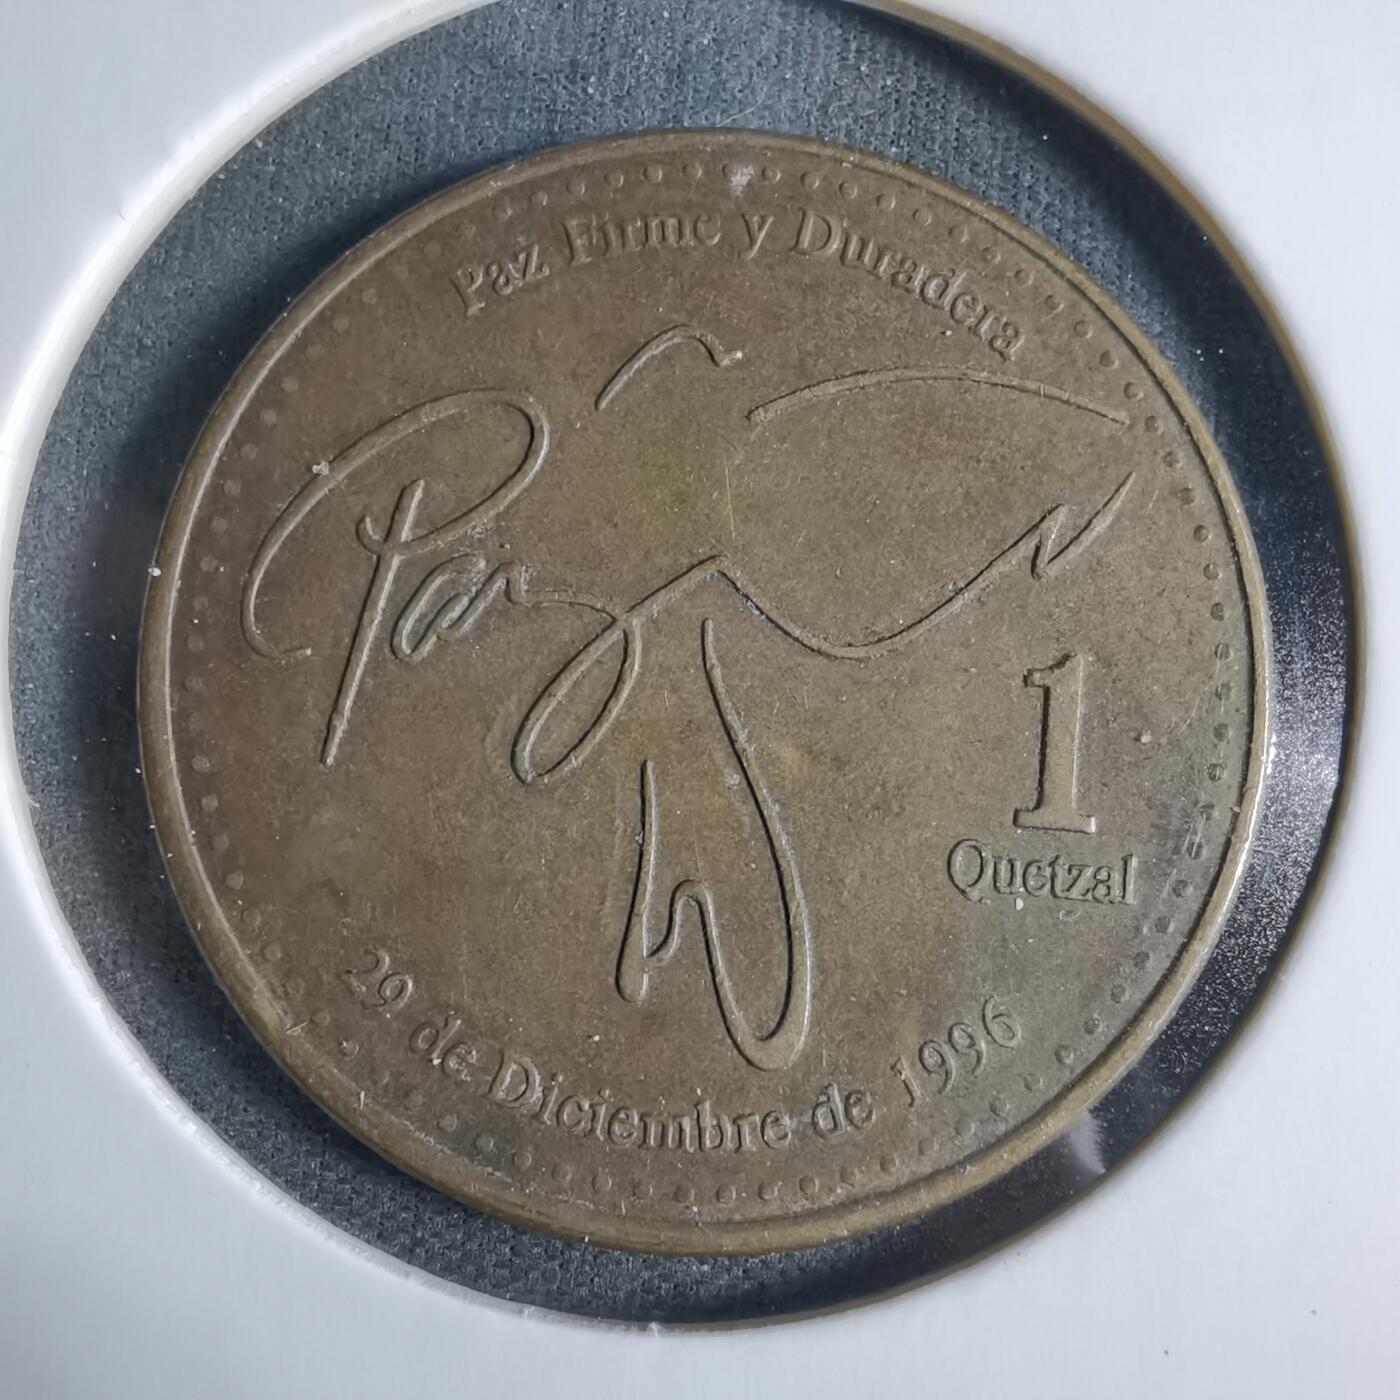 Paz Firme y Duradera
Paz
1
Quetzal
29 de Diciembre de 1996